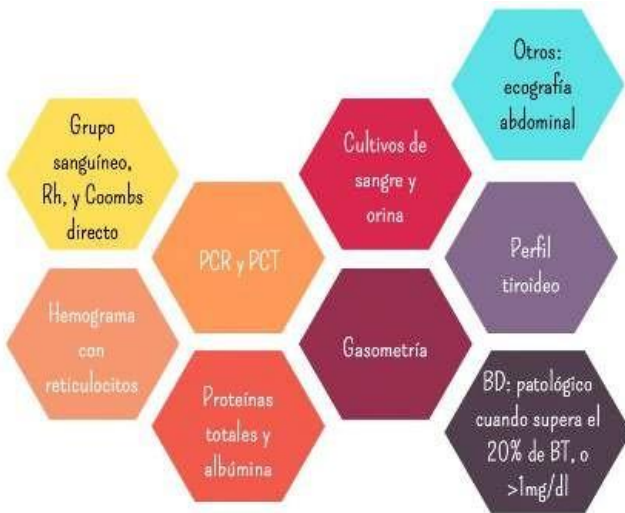 Grupo
sanguíneo,
Rh, y Coombs
directo
Hemograma
con
reticulocitos
PCR y PCT
Proteínas
totales y
albúmina
Cultivos de
sangre y
orina
Gasometría
Otros:
ecografía
abdominal
Perfil
tiroideo
BD: patológico
cuando supera el
20% de BT, o
>1mg/dl